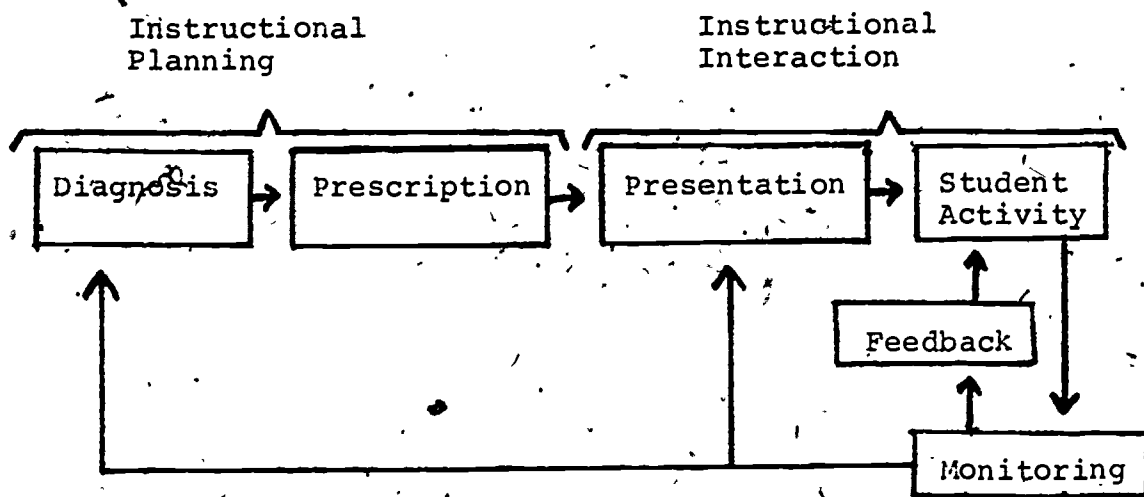 Instructional
Planning
Instructional
Interaction
Diagnosis
Prescription
Presentation
Student
Activity
Feedback
Monitoring